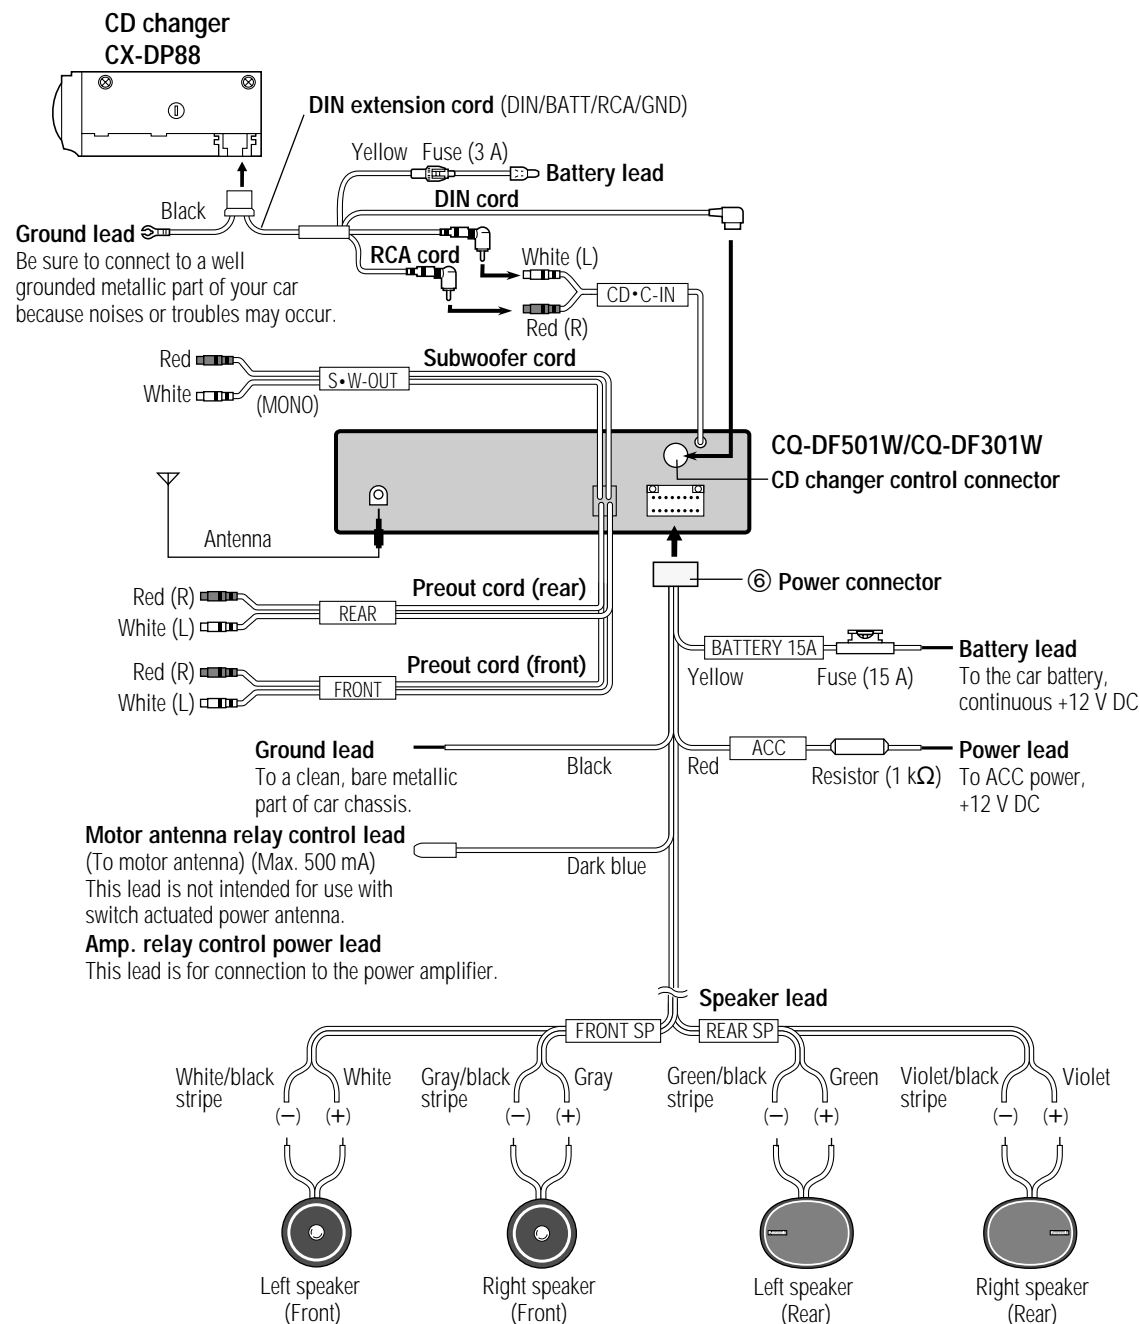 CD changer
CX-DP88
DIN extension cord (DIN/BATT/RCA/GND)
Yellow Fuse (3 A)
Battery lead
DIN cord
Black
Ground lead
Be sure to connect to a well
grounded metallic part of your car
because noises or troubles may occur.
RCA cord
White (L)
CD•C-IN
Red (R)
Red
Subwoofer cord
S•W-OUT
White
(MONO)
CQ-DF501W/CQ-DF301W
CD changer control connector
Antenna
⑥ Power connector
Red (R)
Preout cord (rear)
REAR
White (L)
BATTERY 15A
Battery lead
Yellow
Fuse (15 A)
To the car battery,
continuous +12 V DC
Red (R)
Preout cord (front)
FRONT
White (L)
Ground lead
To a clean, bare metallic
part of car chassis.
Black
Red
ACC
Resistor (1 kΩ)
Power lead
To ACC power,
+12 V DC
Motor antenna relay control lead
(To motor antenna) (Max. 500 mA)
This lead is not intended for use with
switch actuated power antenna.
Dark blue
Amp. relay control power lead
This lead is for connection to the power amplifier.
Speaker lead
FRONT SP
REAR SP
White/black
stripe
White
Gray/black
stripe
Gray
Green/black
stripe
Green
Violet/black
stripe
Violet
(−) (+)
(−) (+)
(−) (+)
(−) (+)
Left speaker
(Front)
Right speaker
(Front)
Left speaker
(Rear)
Right speaker
(Rear)